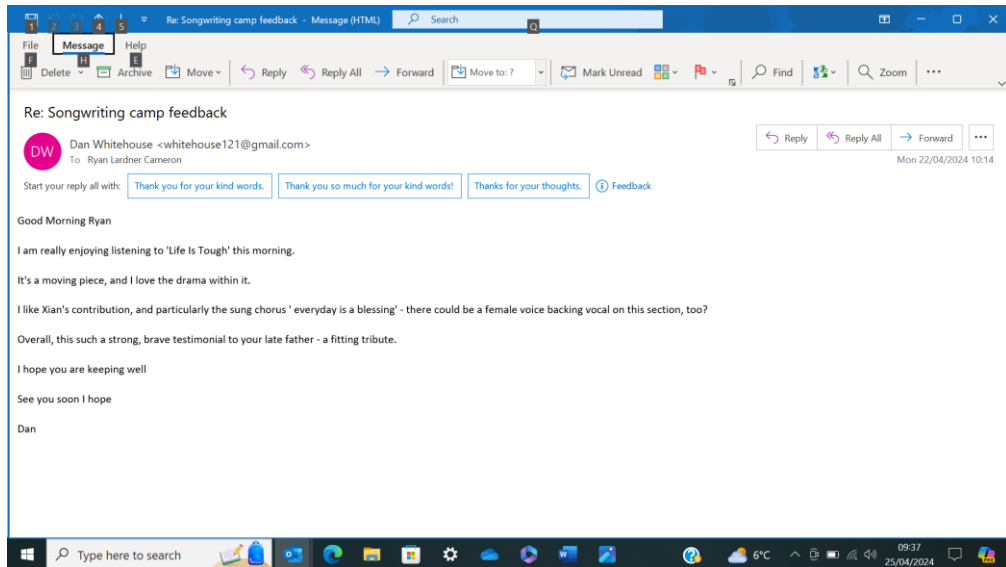 1 2 3 4 5
Re: Songwriting camp feedback - Message (HTML)
Search
Q
File Message Help
F H E
Delete Archive Move Reply Reply All Forward Move to: ? Mark Unread Find Zoom ...
Re: Songwriting camp feedback
DW
Dan Whitehouse <whitehouse121@gmail.com>
To Ryan Lardner Cameron
Reply Reply All Forward ...
Mon 22/04/2024 10:14
Start your reply all with: Thank you for your kind words. Thank you so much for your kind words! Thanks for your thoughts. Feedback
Good Morning Ryan
I am really enjoying listening to 'Life Is Tough' this morning.
It's a moving piece, and I love the drama within it.
I like Xian's contribution, and particularly the sung chorus ' everyday is a blessing' - there could be a female voice backing vocal on this section, too?
Overall, this such a strong, brave testimonial to your late father - a fitting tribute.
I hope you are keeping well
See you soon I hope
Dan
Type here to search
6°C
09:37
25/04/2024